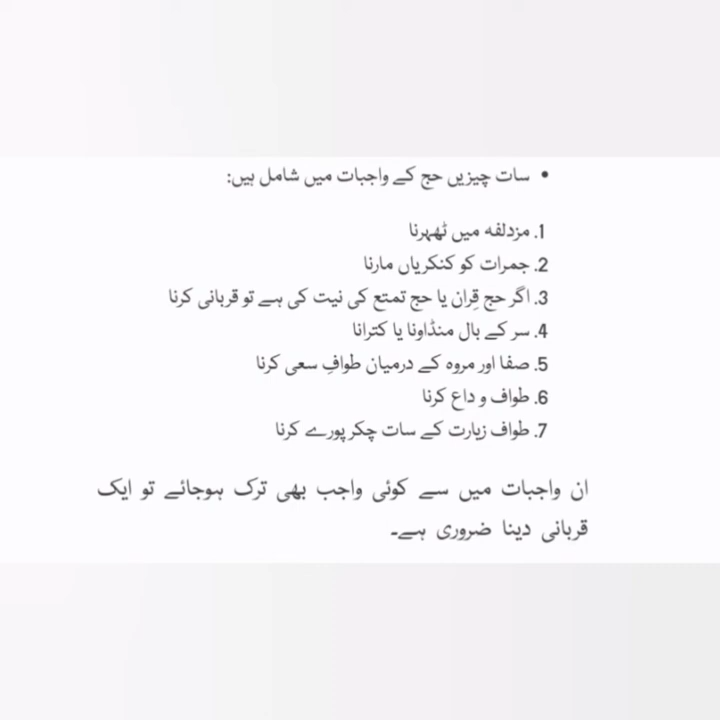 • سات چیزیں حج کے واجبات میں شامل ہیں:
1. مزدلفہ میں ٹھہرنا
2. جمرات کو کنکریاں مارنا
3. اگر حج قِران یا حج تمتع کی نیت کی ہے تو قربانی کرنا
4. سر کے بال منڈاونا یا کترانا
5. صفا اور مروہ کے درمیان طوافِ سعی کرنا
6. طواف و داع کرنا
7. طواف زیارت کے سات چکر پورے کرنا
ان واجبات میں سے کوئی واجب بھی ترک ہوجائے تو ایک
قربانی دینا ضروری ہے۔